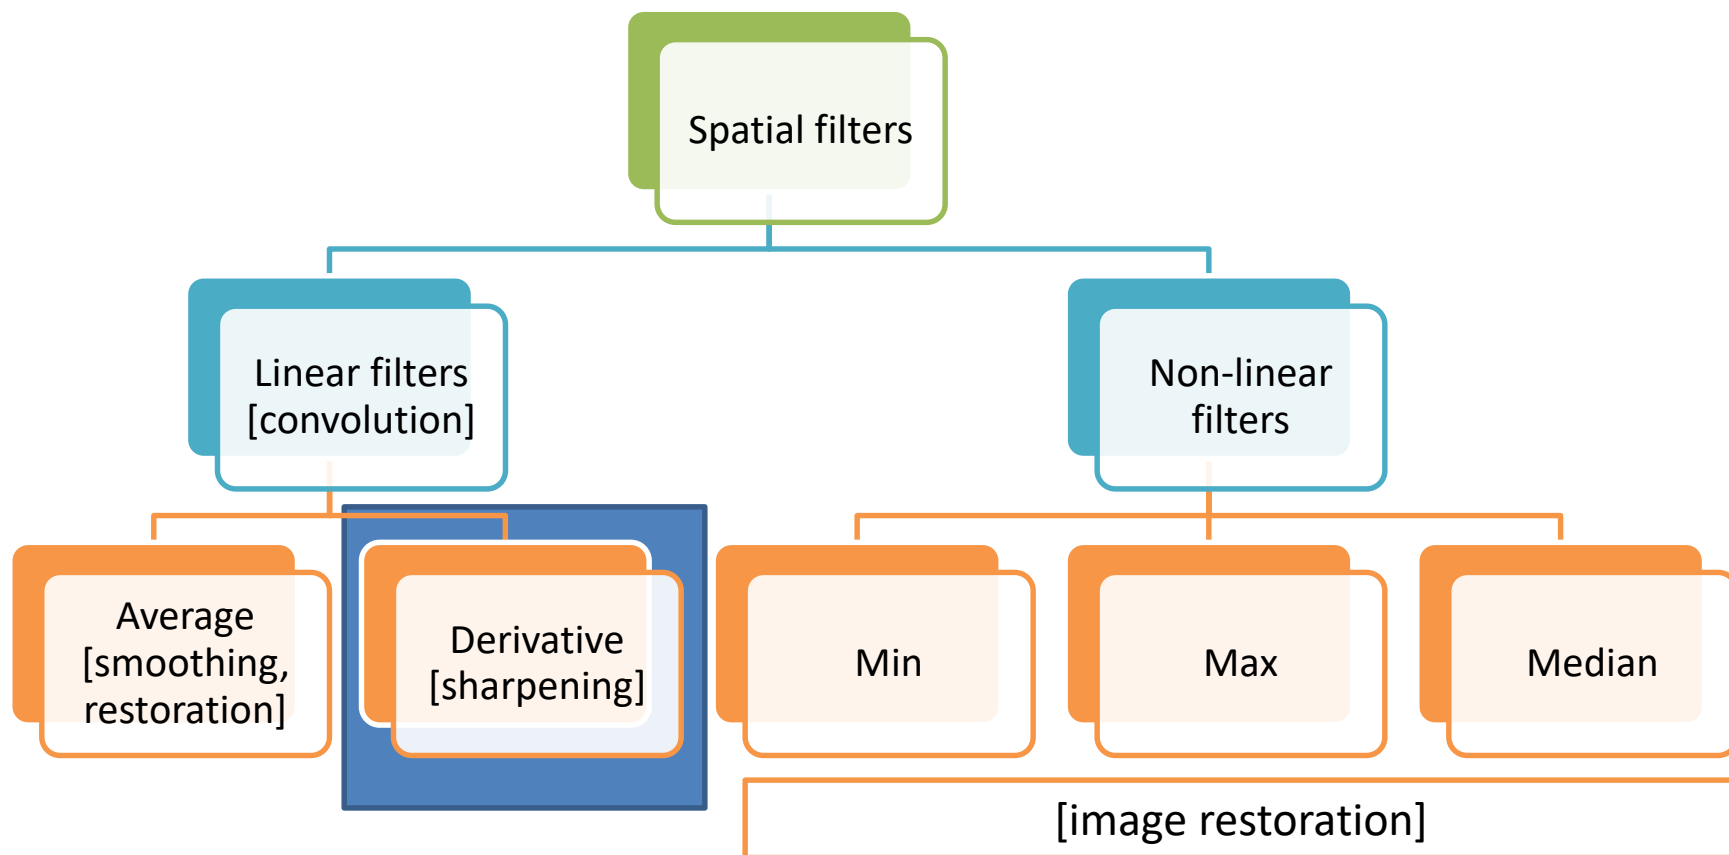 Spatial filters
Linear filters
[convolution]
Non-linear
filters
Average
[smoothing,
restoration]
Derivative
[sharpening]
Min
Max
Median
[image restoration]